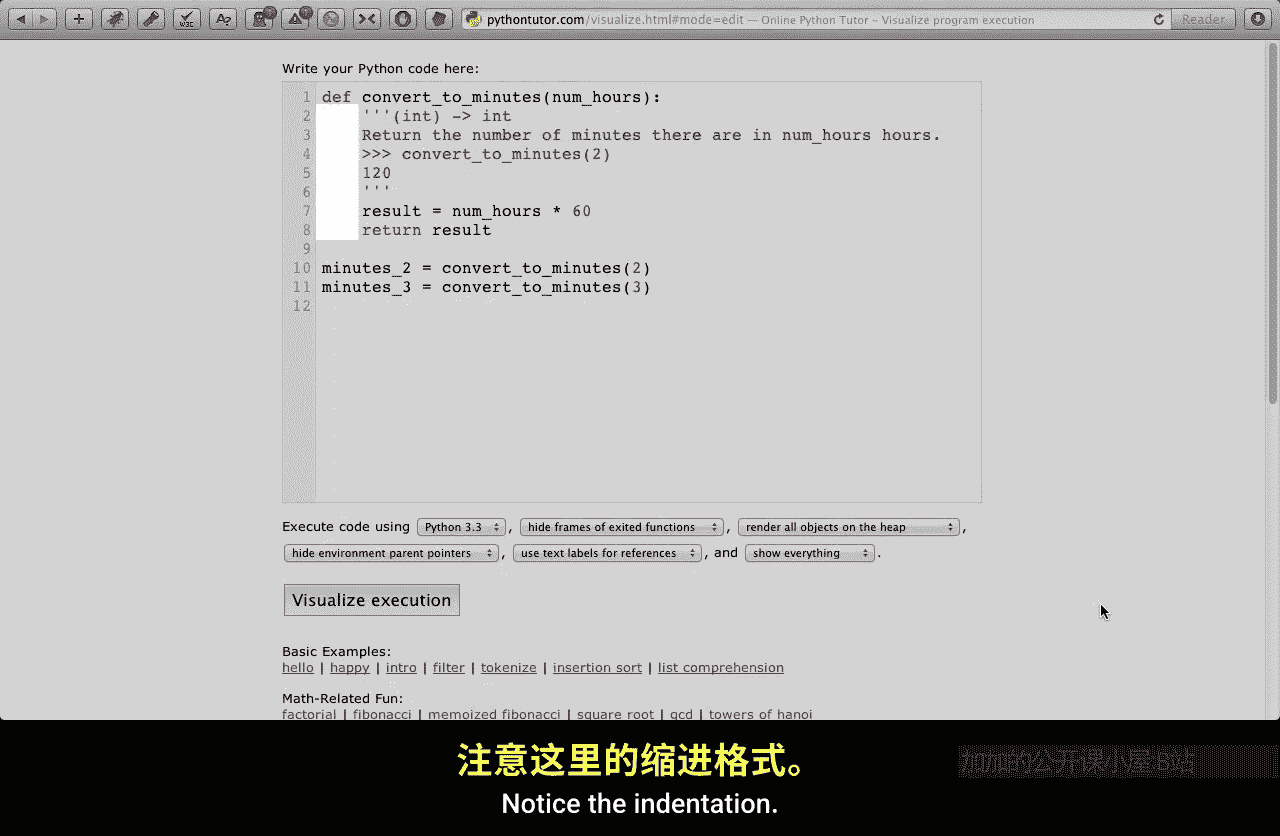 pythontutor.com/visualize.html#mode=edit — Online Python Tutor – Visualize program execution
Reader
Write your Python code here:
1 def convert_to_minutes(num_hours):
2 '''(int) -> int
3 Return the number of minutes there are in num_hours hours.
4 >>> convert_to_minutes(2)
5 120
6 '''
7 result = num_hours * 60
8 return result
9
10 minutes_2 = convert_to_minutes(2)
11 minutes_3 = convert_to_minutes(3)
12
Execute code using Python 3.3 , hide frames of exited functions , render all objects on the heap ,
hide environment parent pointers , use text labels for references , and show everything .
Visualize execution
Basic Examples:
hello | happy | intro | filter | tokenize | insertion sort | list comprehension
Math-Related Fun:
factorial | fibonacci | memoized fibonacci | square root | gcd | towers of hanoi
注意这里的缩进格式。
加加的公开课小屋:B站
Notice the indentation.